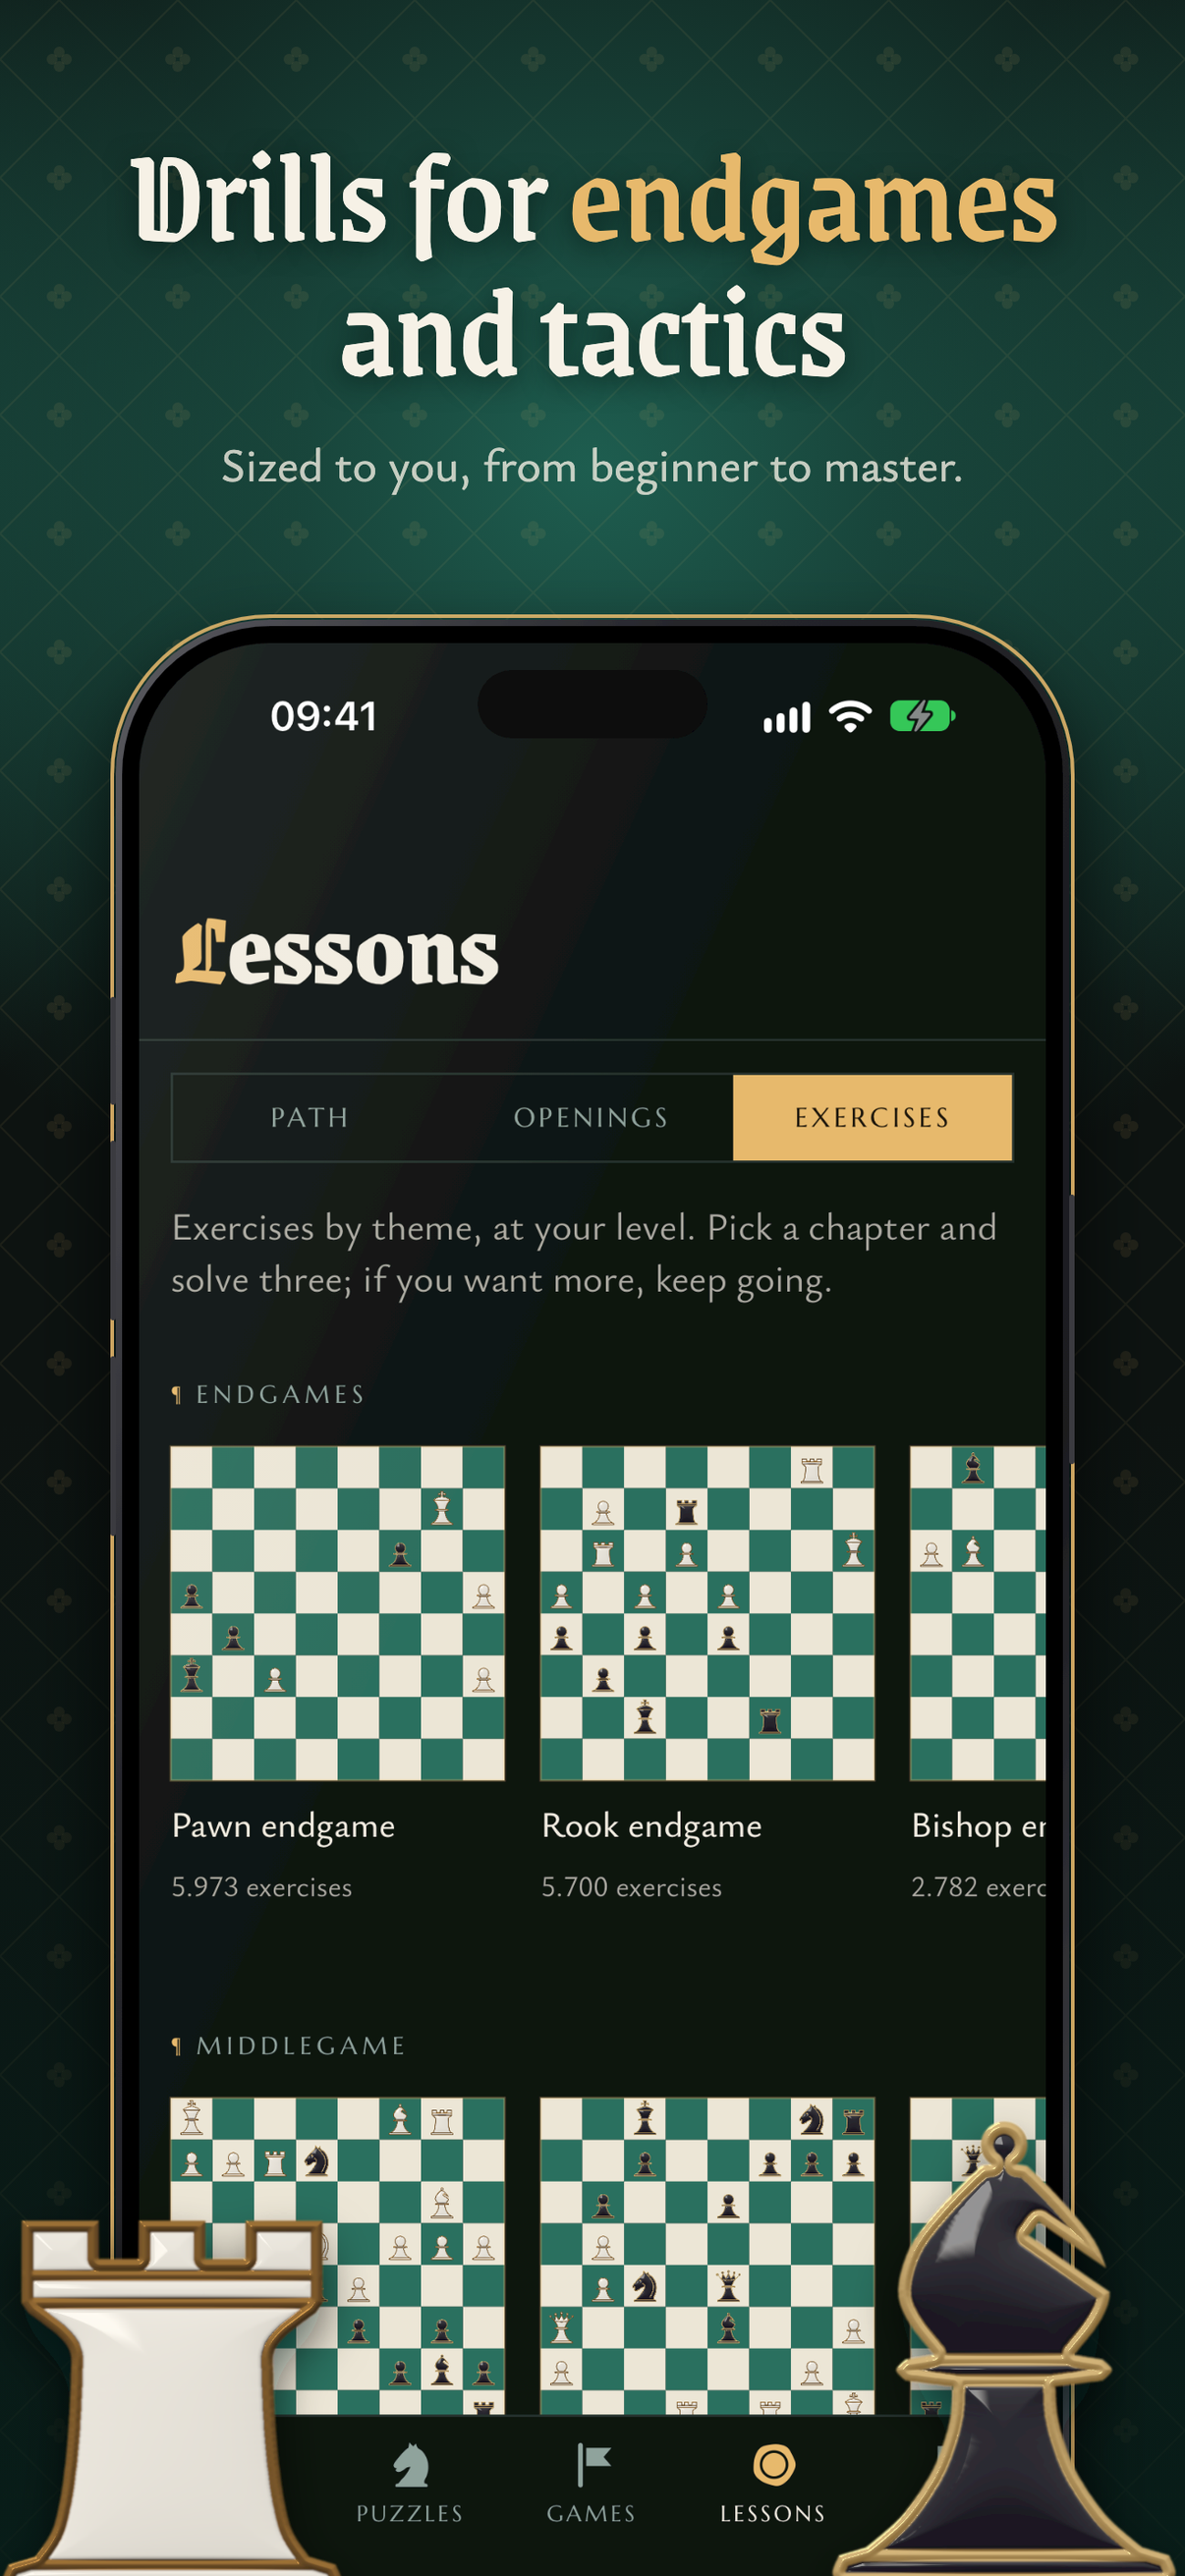 Drills for endgames
and tactics
Sized to you, from beginner to master.
09:41
Lessons
PATH OPENINGS EXERCISES
Exercises by theme, at your level. Pick a chapter and
solve three; if you want more, keep going.
¶ ENDGAMES
Pawn endgame Rook endgame Bishop
5.973 exercises 5.700 exercises 2.782
¶ MIDDLEGAME
PUZZLES GAMES LESSONS